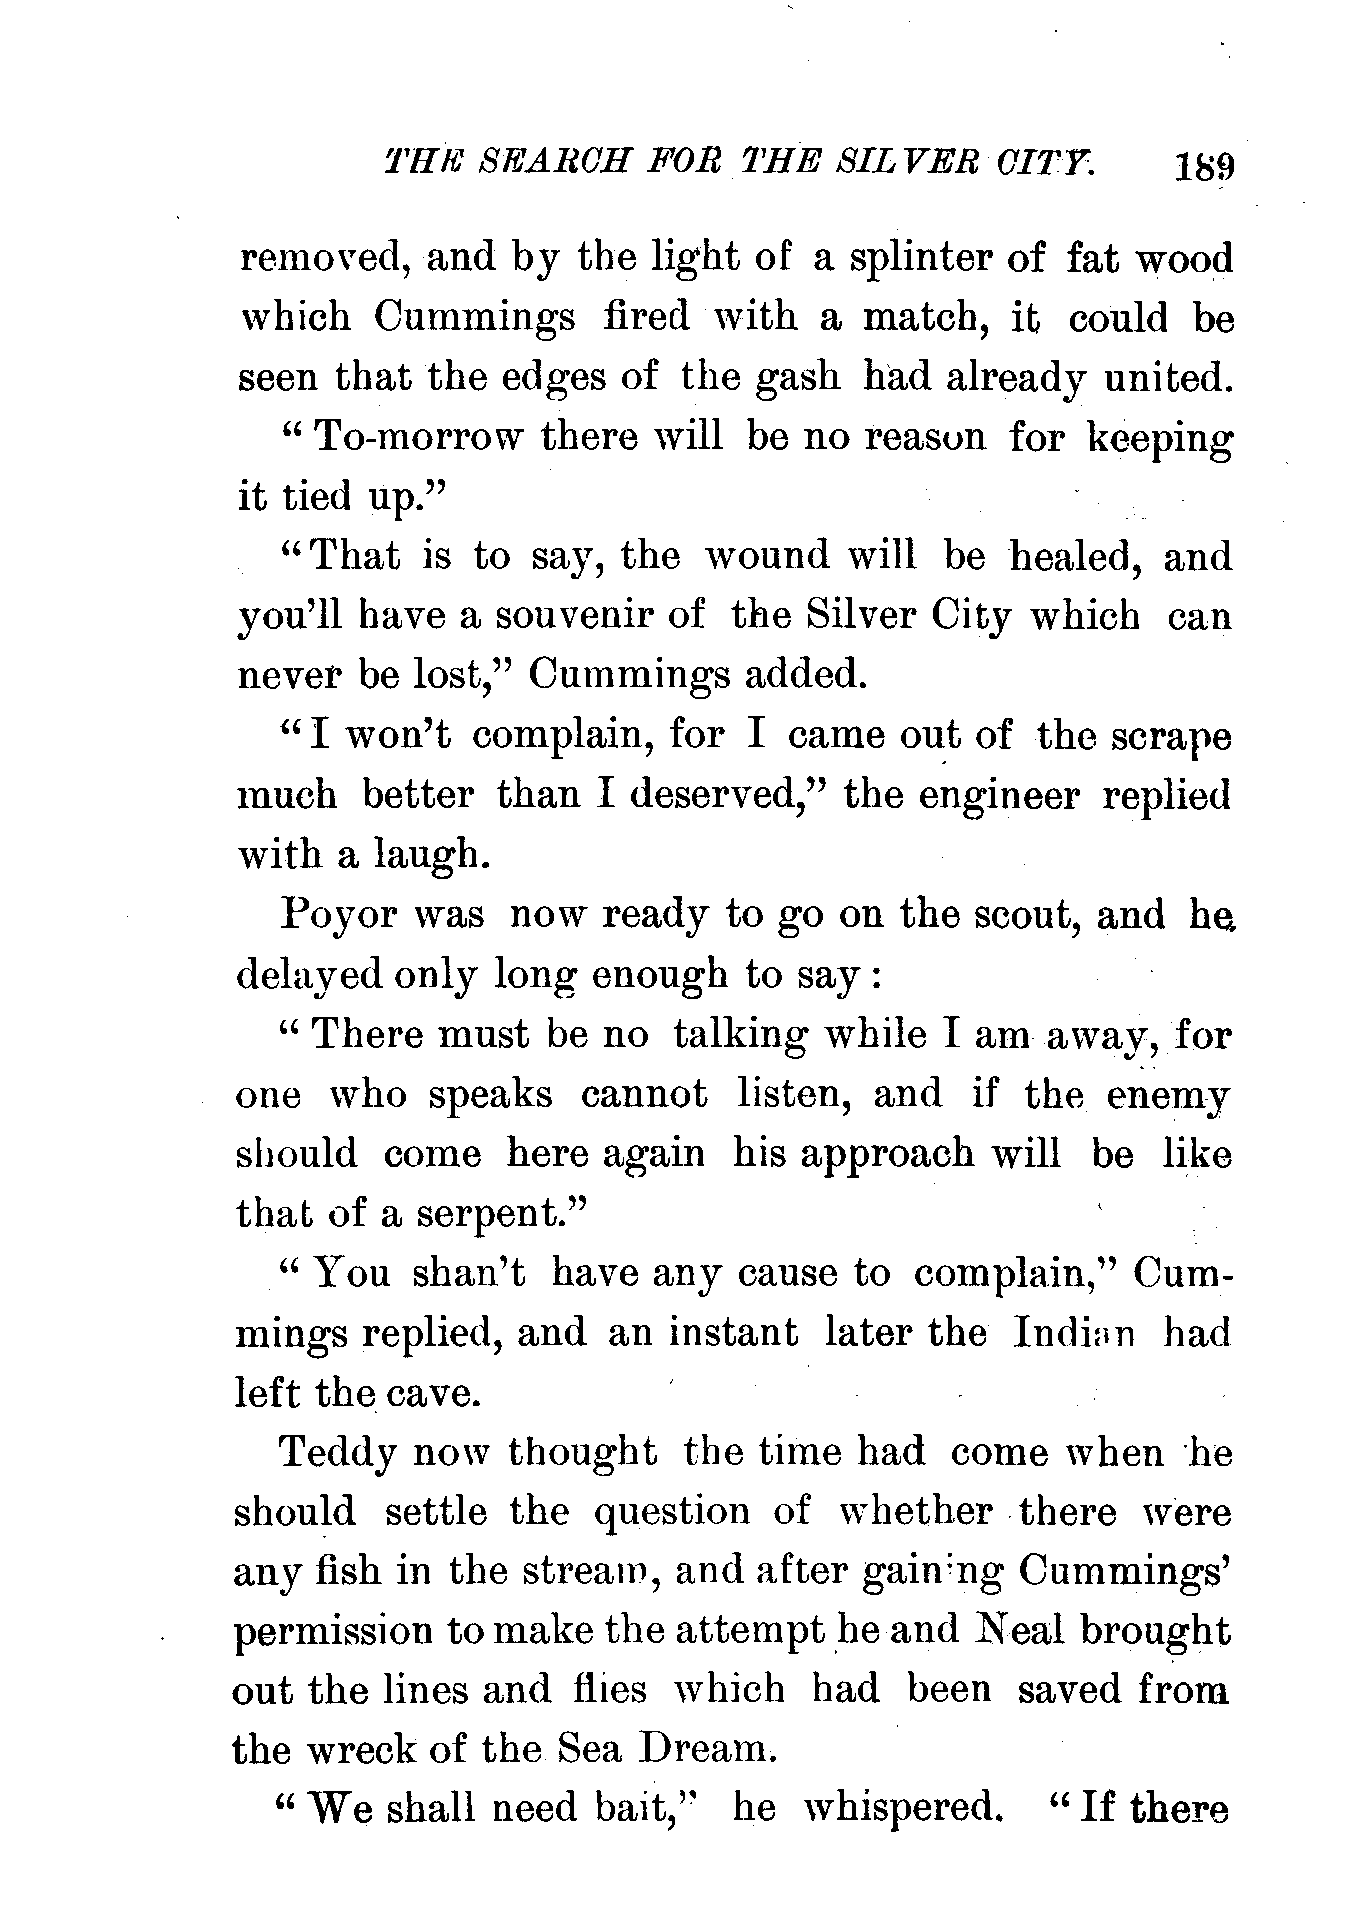 THE SEARCH FOR THE SILVER CITY. 189
removed, and by the light of a splinter of fat wood
which Cummings fired with a match, it could be
seen that the edges of the gash had already united.
“ To-morrow there will be no reason for keeping
it tied up.”
“That is to say, the wound will be healed, and
you’ll have a souvenir of the Silver City which can
never be lost,” Cummings added.
“I won’t complain, for I came out of the scrape
much better than I deserved,” the engineer replied
with a laugh.
Poyor was now ready to go on the scout, and he
delayed only long enough to say :
“ There must be no talking while I am away, for
one who speaks cannot listen, and if the enemy
should come here again his approach will be like
that of a serpent.”
“ You shan’t have any cause to complain,” Cum-
mings replied, and an instant later the Indian had
left the cave.
Teddy now thought the time had come when he
should settle the question of whether there were
any fish in the stream, and after gaining Cummings’
permission to make the attempt he and Neal brought
out the lines and flies which had been saved from
the wreck of the Sea Dream.
“ We shall need bait,” he whispered. “ If there